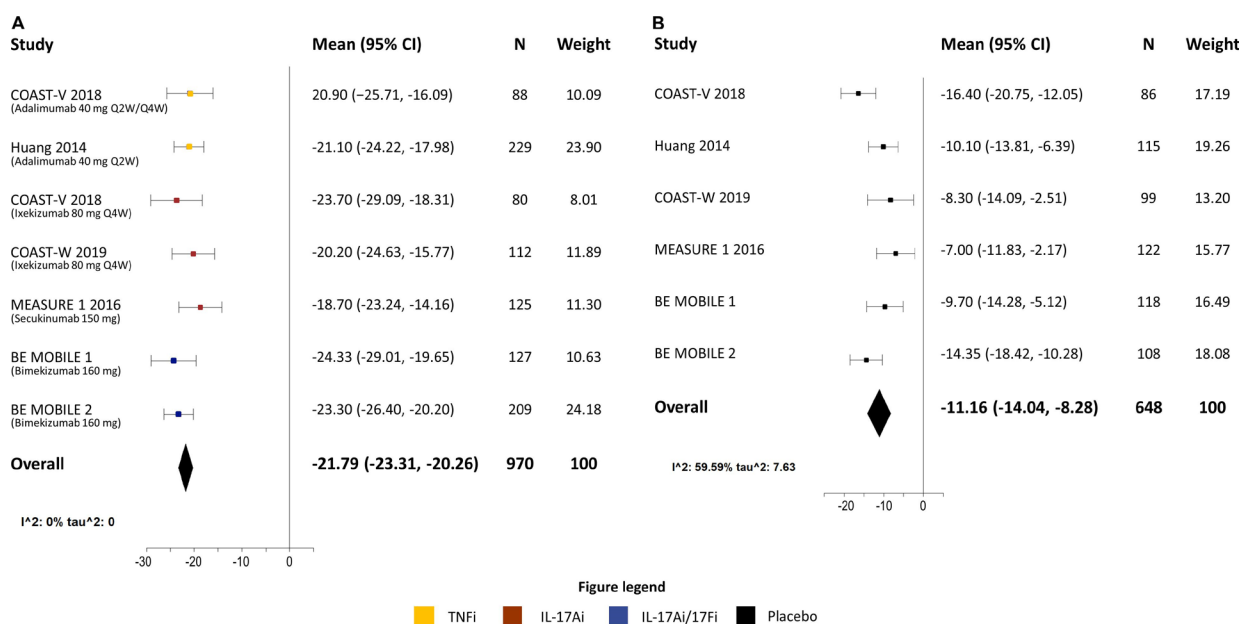 A
Study Mean (95% CI) N Weight
COAST-V 2018 20.90 (−25.71, -16.09) 88 10.09
(Adalimumab 40 mg Q2W/Q4W)
Huang 2014 -21.10 (-24.22, -17.98) 229 23.90
(Adalimumab 40 mg Q2W)
COAST-V 2018 -23.70 (-29.09, -18.31) 80 8.01
(Ixekizumab 80 mg Q4W)
COAST-W 2019 -20.20 (-24.63, -15.77) 112 11.89
(Ixekizumab 80 mg Q4W)
MEASURE 1 2016 -18.70 (-23.24, -14.16) 125 11.30
(Secukinumab 150 mg)
BE MOBILE 1 -24.33 (-29.01, -19.65) 127 10.63
(Bimekizumab 160 mg)
BE MOBILE 2 -23.30 (-26.40, -20.20) 209 24.18
(Bimekizumab 160 mg)
Overall -21.79 (-23.31, -20.26) 970 100
I^2: 0% tau^2: 0
-30 -20 -10 0
B
Study Mean (95% CI) N Weight
COAST-V 2018 -16.40 (-20.75, -12.05) 86 17.19
Huang 2014 -10.10 (-13.81, -6.39) 115 19.26
COAST-W 2019 -8.30 (-14.09, -2.51) 99 13.20
MEASURE 1 2016 -7.00 (-11.83, -2.17) 122 15.77
BE MOBILE 1 -9.70 (-14.28, -5.12) 118 16.49
BE MOBILE 2 -14.35 (-18.42, -10.28) 108 18.08
Overall -11.16 (-14.04, -8.28) 648 100
I^2: 59.59% tau^2: 7.63
-20 -10 0
Figure legend
TNFi IL-17Ai IL-17Ai/17Fi Placebo